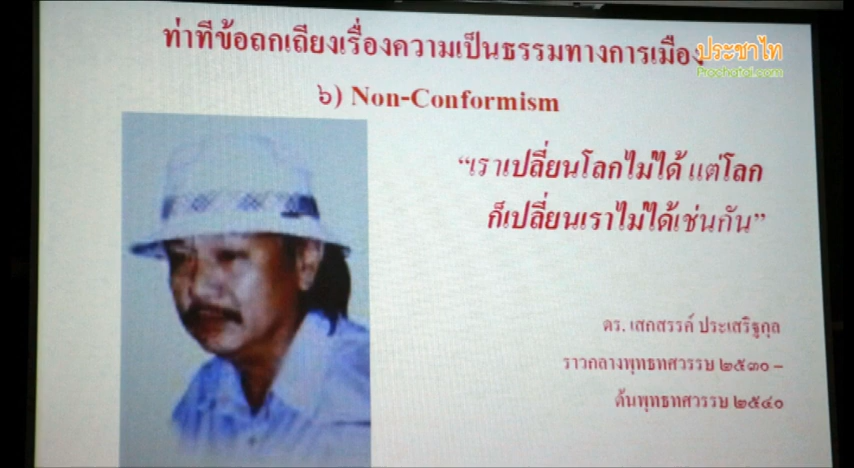 ท่าทีข้อถกเถียงเรื่องความเป็นธรรมทางการเมือง
ประชาไท
Prachatai.com
๖) Non-Conformism
“เราเปลี่ยนโลกไม่ได้ แต่โลก
ก็เปลี่ยนเราไม่ได้เช่นกัน”
ดร. เสกสรรค์ ประเสริฐกุล
ราวกลางพุทธทศวรรษ ๒๕๓๐ –
ต้นพุทธทศวรรษ ๒๕๔๐